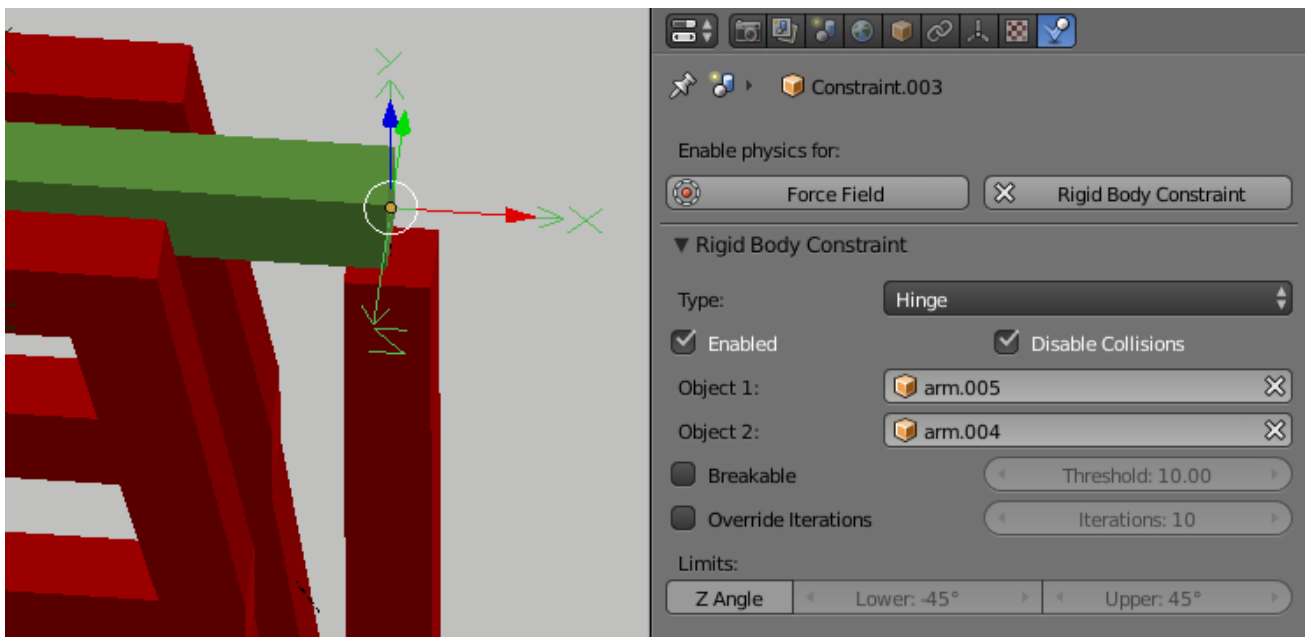 Y
X
Z
Constraint.003
Enable physics for:
Force Field Rigid Body Constraint
Rigid Body Constraint
Type: Hinge
Enabled Disable Collisions
Object 1: arm.005
Object 2: arm.004
Breakable Threshold: 10.00
Override Iterations Iterations: 10
Limits:
Z Angle Lower: -45° Upper: 45°